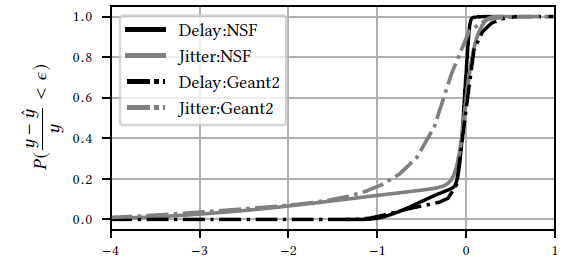 1.0
0.8
0.6
0.4
0.2
0.0
P(y − ŷ / y < ϵ)
Delay:NSF
Jitter:NSF
Delay:Geant2
Jitter:Geant2
−4 −3 −2 −1 0 1